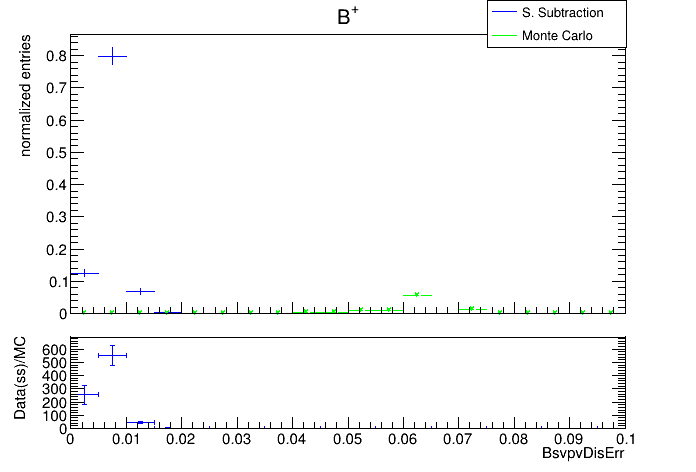 B+
S. Subtraction
Monte Carlo
normalized entries
0.8
0.7
0.6
0.5
0.4
0.3
0.2
0.1
0
Data(ss)/MC
600
500
400
300
200
100
0
0 0.01 0.02 0.03 0.04 0.05 0.06 0.07 0.08 0.09 0.1
BsvpvDisErr